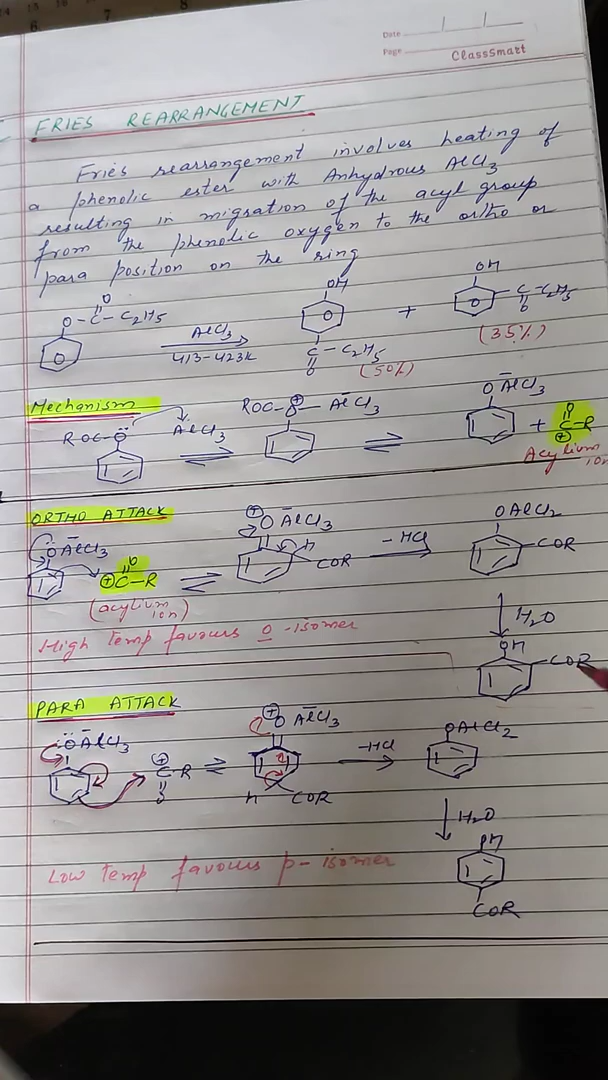 Date
Page
ClassSmart
FRIES REARRANGEMENT
Fries rearrangement involves heating of
a phenolic ester with Anhydrous AlCl3
resulting in migration of the acyl group
from the phenolic oxygen to the ortho or
para position on the ring
O-C-C2H5
O
AlCl3
413-423K
OH
C-C2H5
O
(50%)
+
OH
C-C2H5
O
(35%)
Mechanism
ROC-O
AlCl3
⇌
ROC-O-AlCl3
⊕
⇌
OAlCl3
+
O
C-R
⊕
Acylium
ion
ORTHO ATTACK
OAlCl3
O
⊕C-R
(acylium
ion)
⇌
⊕
OAlCl3
H
COR
-HCl
OAlCl2
COR
H2O
OH
COR
High Temp favours o-isomer
PARA ATTACK
OAlCl3
⊕
C-R
O
⇌
⊕
O AlCl3
H
COR
-HCl
OAlCl2
H2O
OH
COR
Low Temp favours p-isomer